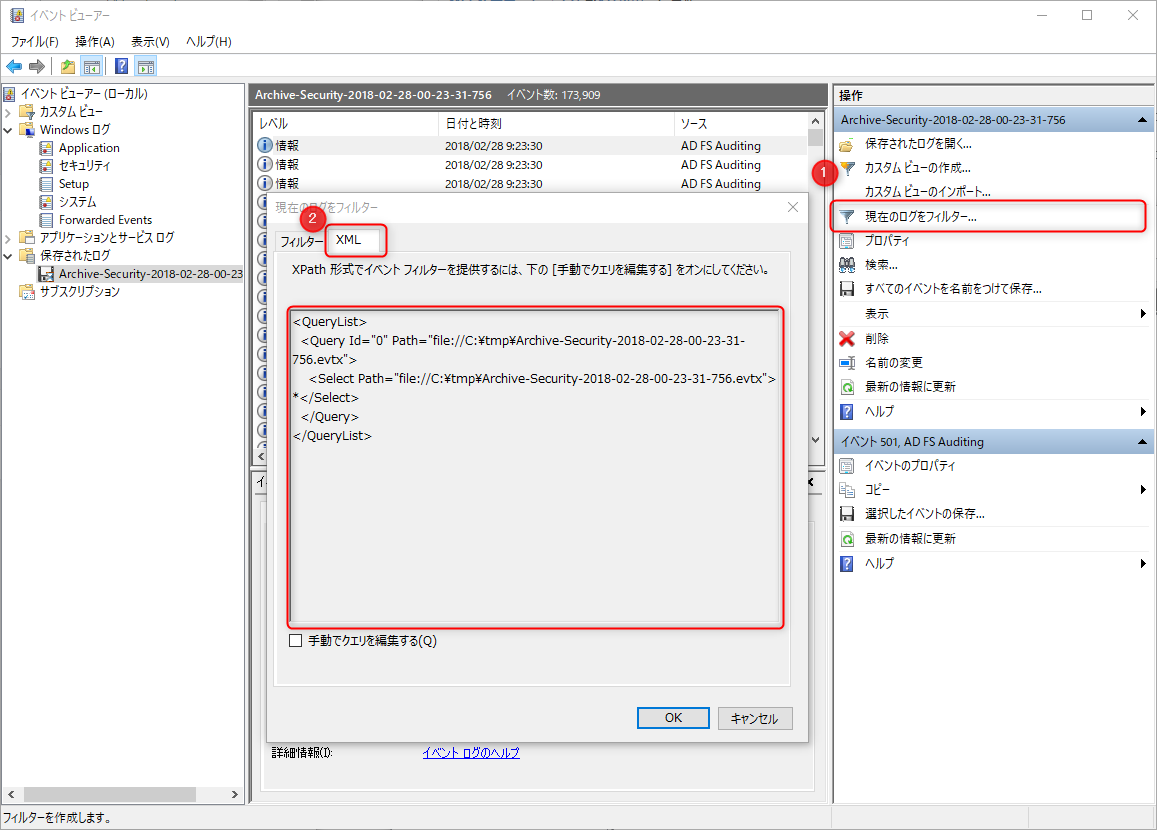 イベント ビューアー
ファイル(F) 操作(A) 表示(V) ヘルプ(H)
イベント ビューアー (ローカル)
カスタム ビュー
Windows ログ
Application
セキュリティ
Setup
システム
Forwarded Events
アプリケーションとサービス ログ
保存されたログ
Archive-Security-2018-02-28-00-23
サブスクリプション
Archive-Security-2018-02-28-00-23-31-756 イベント数: 173,909
レベル 日付と時刻 ソース
情報 2018/02/28 9:23:30 AD FS Auditing
情報 2018/02/28 9:23:30 AD FS Auditing
情報 2018/02/28 9:23:30 AD FS Auditing
現在のログをフィルター
2
フィルター XML
XPath 形式でイベント フィルターを提供するには、下の [手動でクエリを編集する] をオンにしてください。
<QueryList>
<Query Id="0" Path="file://C:¥tmp¥Archive-Security-2018-02-28-00-23-31-
756.evtx">
<Select Path="file://C:¥tmp¥Archive-Security-2018-02-28-00-23-31-756.evtx">
*</Select>
</Query>
</QueryList>
手動でクエリを編集する(Q)
OK キャンセル
詳細情報(I): イベント ログのヘルプ
操作
Archive-Security-2018-02-28-00-23-31-756
保存されたログを開く...
1
カスタム ビューの作成...
カスタム ビューのインポート...
現在のログをフィルター...
プロパティ
検索...
すべてのイベントを名前をつけて保存...
表示
削除
名前の変更
最新の情報に更新
ヘルプ
イベント 501, AD FS Auditing
イベントのプロパティ
コピー
選択したイベントの保存...
最新の情報に更新
ヘルプ
フィルターを作成します。